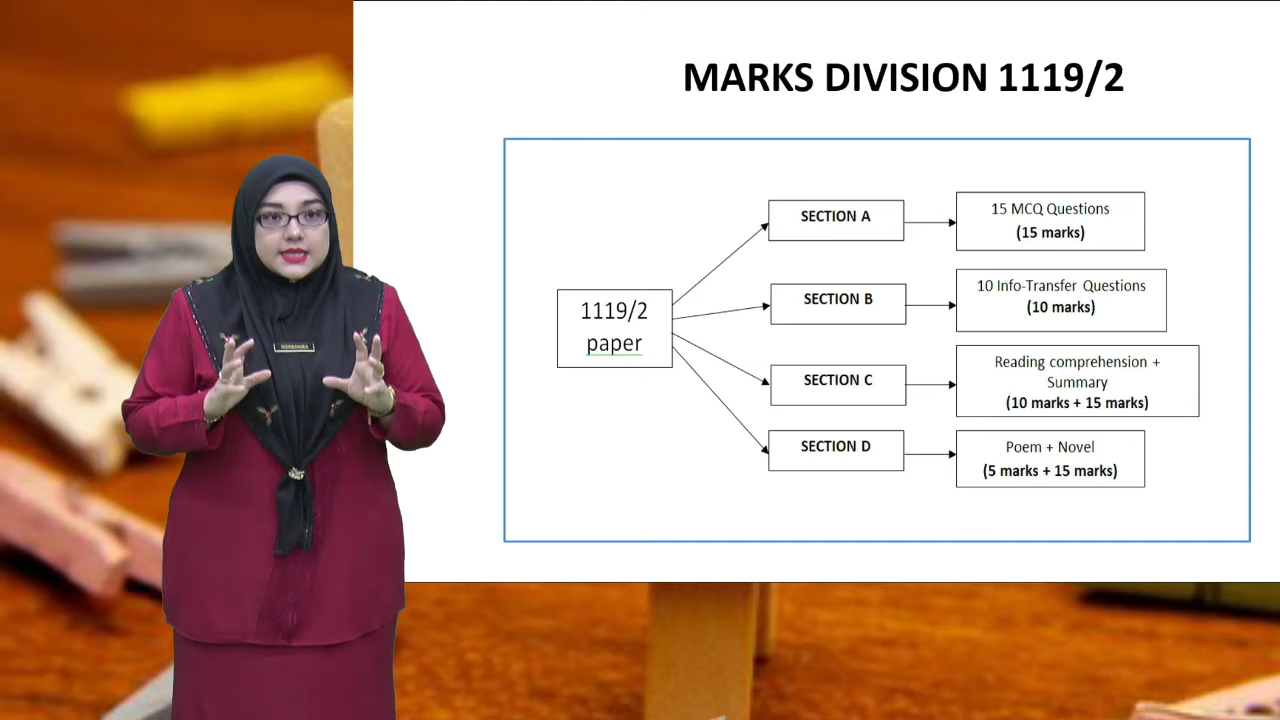 MARKS DIVISION 1119/2
1119/2
paper
SECTION A
15 MCQ Questions
(15 marks)
SECTION B
10 Info-Transfer Questions
(10 marks)
SECTION C
Reading comprehension +
Summary
(10 marks + 15 marks)
SECTION D
Poem + Novel
(5 marks + 15 marks)